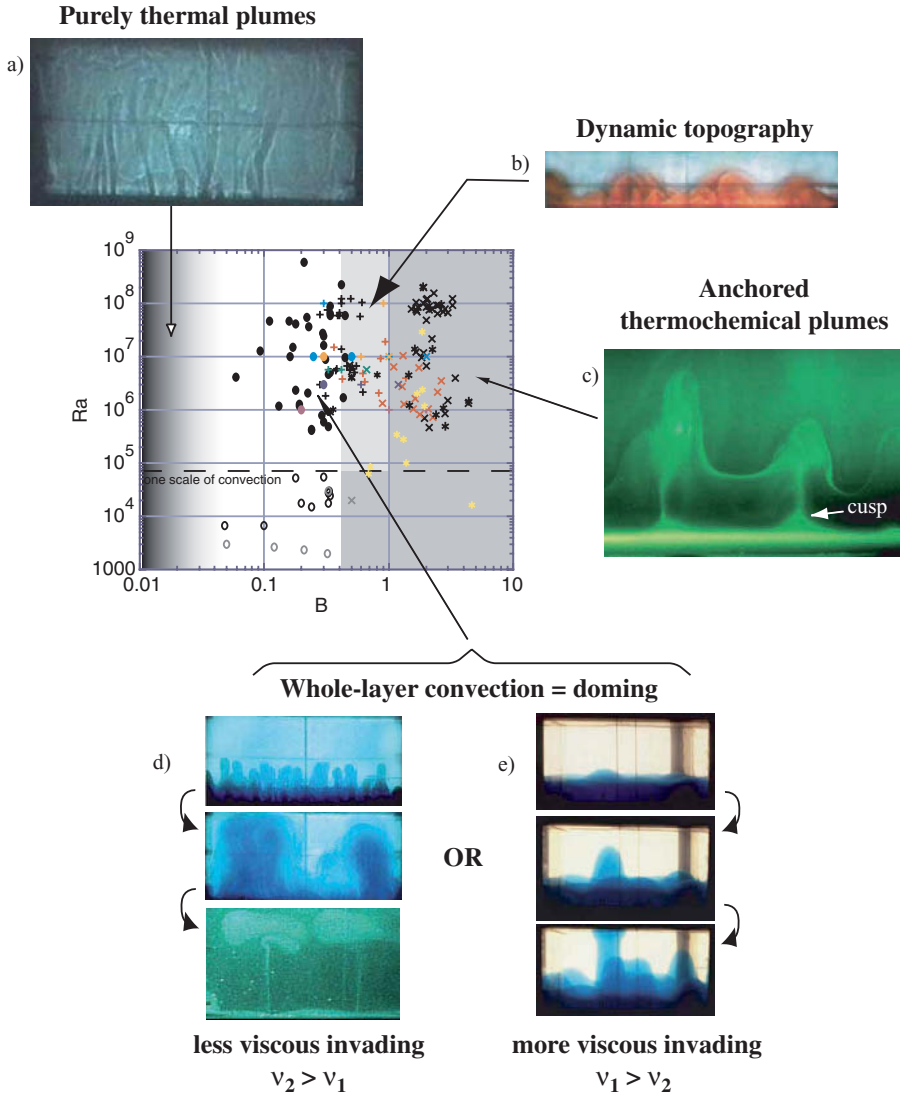 Purely thermal plumes
a)
Dynamic topography
b)
Anchored
thermochemical plumes
c)
cusp
10⁹
10⁸
10⁷
10⁶
10⁵
10⁴
1000
Ra
one scale of convection
0.01
0.1
1
10
B
Whole-layer convection = doming
d)
e)
OR
less viscous invading
ν₂ > ν₁
more viscous invading
ν₁ > ν₂